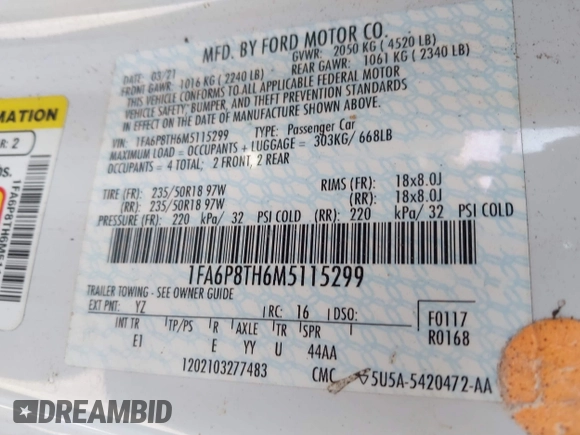 MFD. BY FORD MOTOR CO.
DATE: 03/21 GVWR: 2050 KG ( 4520 LB)
FRONT GAWR: 1016 KG ( 2240 LB) REAR GAWR: 1061 KG ( 2340 LB)
THIS VEHICLE CONFORMS TO ALL APPLICABLE FEDERAL MOTOR
VEHICLE SAFETY, BUMPER, AND THEFT PREVENTION STANDARDS
IN EFFECT ON THE DATE OF MANUFACTURE SHOWN ABOVE.
VIN: 1FA6P8TH6M5115299 TYPE: Passenger Car
MAXIMUM LOAD = OCCUPANTS + LUGGAGE = 303KG/ 668LB
OCCUPANTS = 4 TOTAL; 2 FRONT, 2 REAR
TIRE (FR): 235/50R18 97W RIMS (FR): 18x8.0J
(RR): 235/50R18 97W (RR): 18x8.0J
PRESSURE (FR): 220 kPa/ 32 PSI COLD (RR): 220 kPa/ 32 PSI COLD
1FA6P8TH6M5115299
TRAILER TOWING - SEE OWNER GUIDE
EXT PNT: YZ RC: 16 DSO: F0117
R0168
INT TR TP/PS R AXLE TR SPR
EJ E YY U 44AA
1202103277483 CMC 5U5A-5420472-AA
MATION
R: 2
DREAMBID